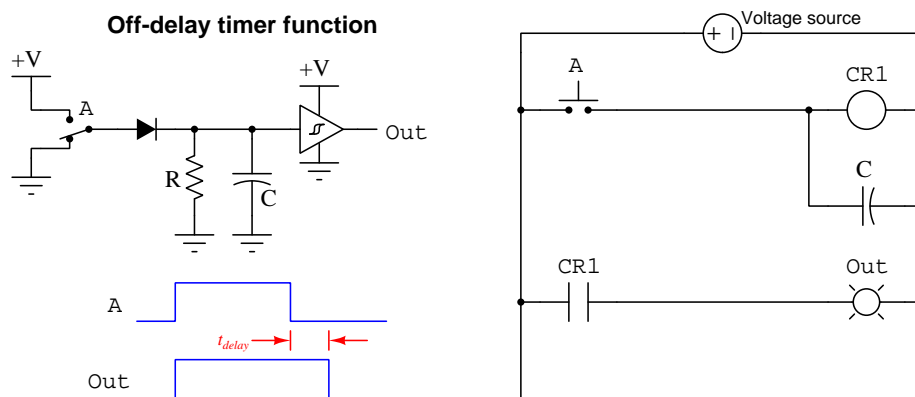 Off-delay timer function
+V
A
+V
Out
R
C
A
t_delay
Out
Voltage source
+ -
A
CR1
C
CR1
Out